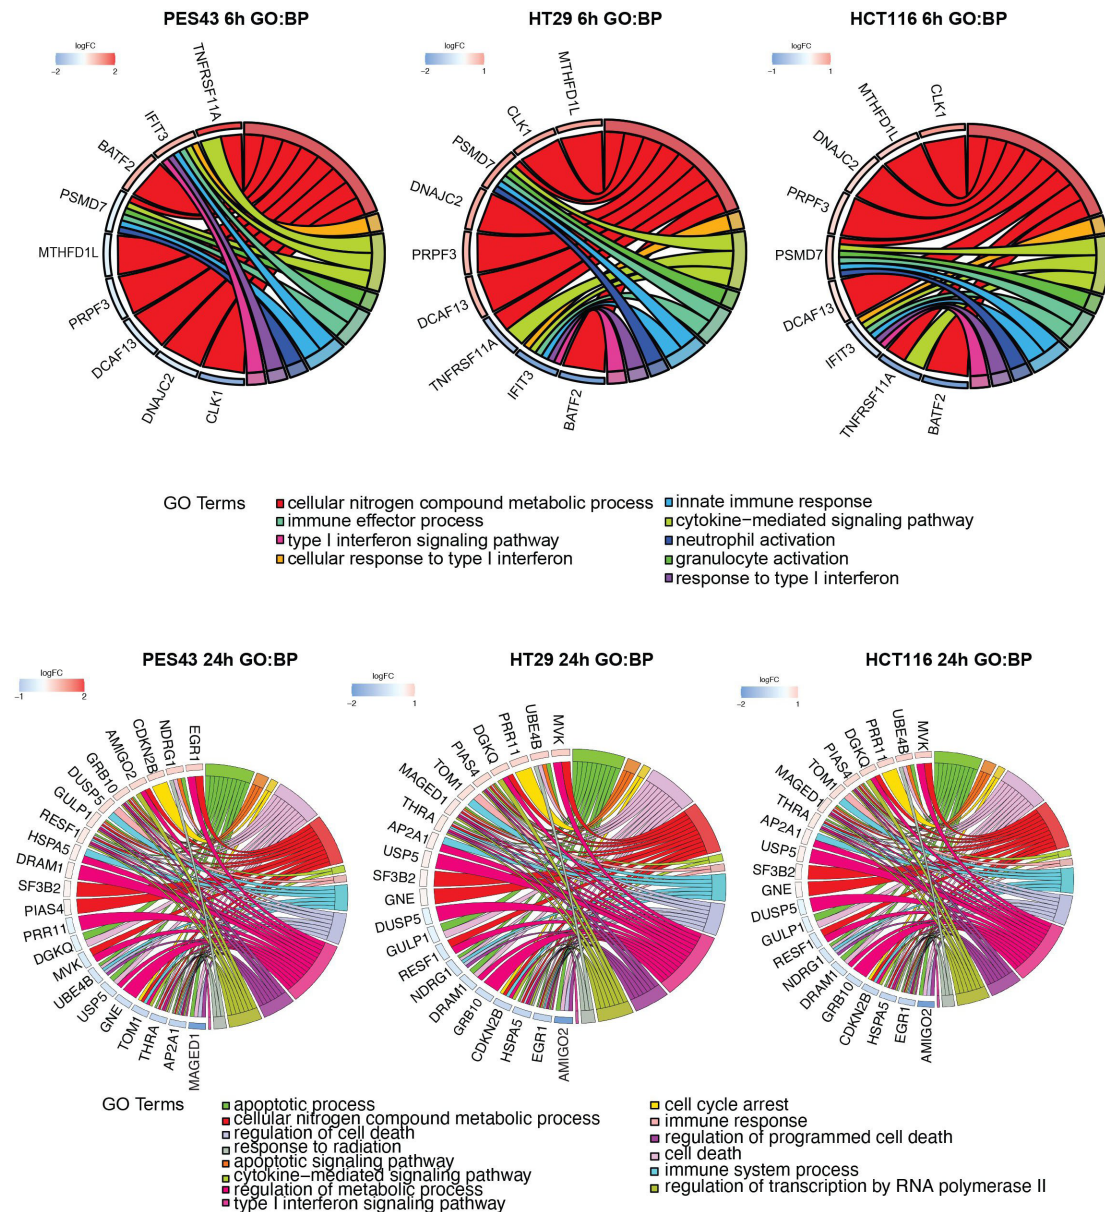 PES43 6h GO:BP
HT29 6h GO:BP
HCT116 6h GO:BP
logFC
−2 2
logFC
−2 1
logFC
−1 1
TNFRSF11A
IFIT3
BATF2
PSMD7
MTHFD1L
PRPF3
DCAF13
DNAJC2
CLK1
MTHFD1L
CLK1
PSMD7
DNAJC2
PRPF3
DCAF13
TNFRSF11A
IFIT3
BATF2
CLK1
MTHFD1L
DNAJC2
PRPF3
PSMD7
DCAF13
IFIT3
TNFRSF11A
BATF2
GO Terms
cellular nitrogen compound metabolic process
immune effector process
type I interferon signaling pathway
cellular response to type I interferon
innate immune response
cytokine−mediated signaling pathway
neutrophil activation
granulocyte activation
response to type I interferon
PES43 24h GO:BP
HT29 24h GO:BP
HCT116 24h GO:BP
logFC
−1 2
logFC
−2 1
logFC
−2 1
EGR1
NDRG1
CDKN2B
AMIGO2
GRB10
DUSP5
GULP1
RESF1
HSPA5
DRAM1
SF3B2
PIAS4
PRR11
DGKQ
MVK
UBE4B
USP5
GNE
TOM1
THRA
AP2A1
MAGED1
MVK
UBE4B
PRR11
DGKQ
PIAS4
TOM1
MAGED1
THRA
AP2A1
USP5
SF3B2
GNE
DUSP5
GULP1
RESF1
NDRG1
DRAM1
GRB10
CDKN2B
HSPA5
EGR1
AMIGO2
MVK
UBE4B
PRR11
DGKQ
PIAS4
TOM1
MAGED1
THRA
AP2A1
USP5
SF3B2
GNE
DUSP5
GULP1
RESF1
NDRG1
DRAM1
GRB10
CDKN2B
HSPA5
EGR1
AMIGO2
GO Terms
apoptotic process
cellular nitrogen compound metabolic process
regulation of cell death
response to radiation
apoptotic signaling pathway
cytokine−mediated signaling pathway
regulation of metabolic process
type I interferon signaling pathway
cell cycle arrest
immune response
regulation of programmed cell death
cell death
immune system process
regulation of transcription by RNA polymerase II